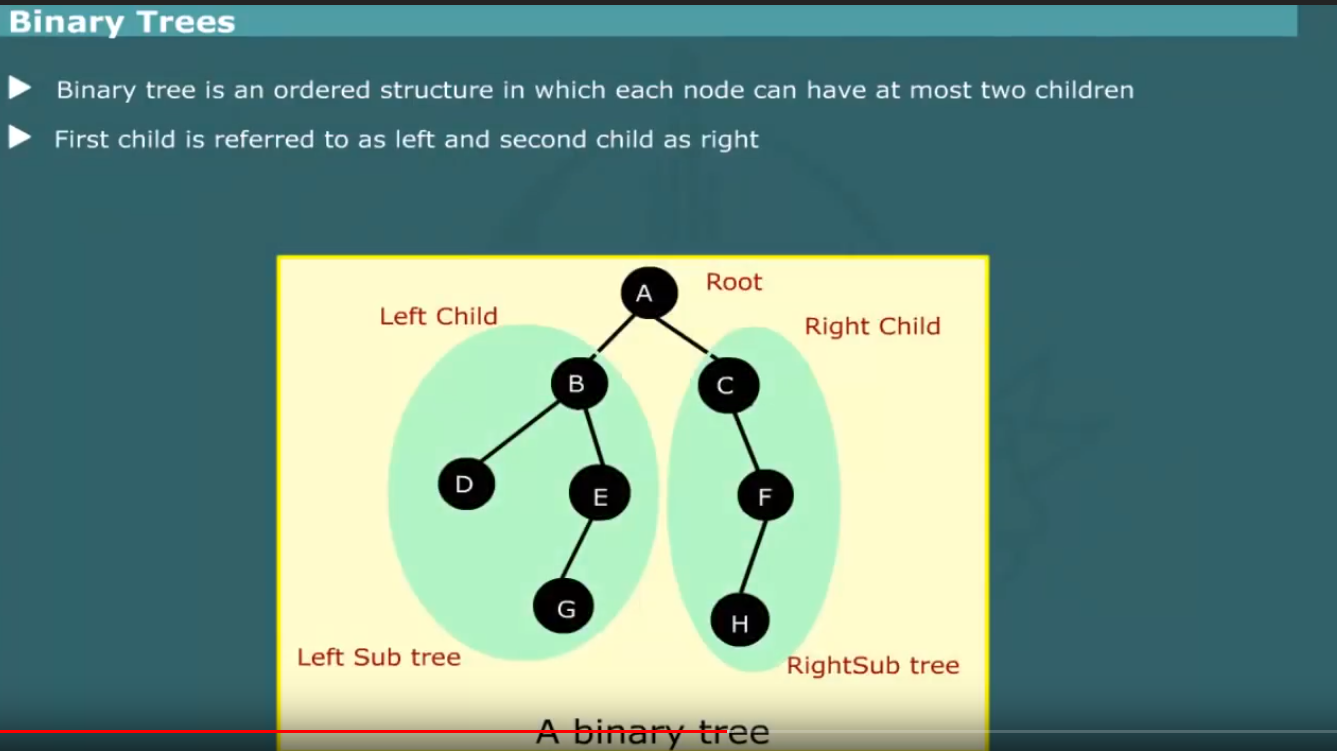 Binary Trees
Binary tree is an ordered structure in which each node can have at most two children
First child is referred to as left and second child as right
A
Root
Left Child
Right Child
B
C
D
E
F
G
H
Left Sub tree
RightSub tree
A binary tree